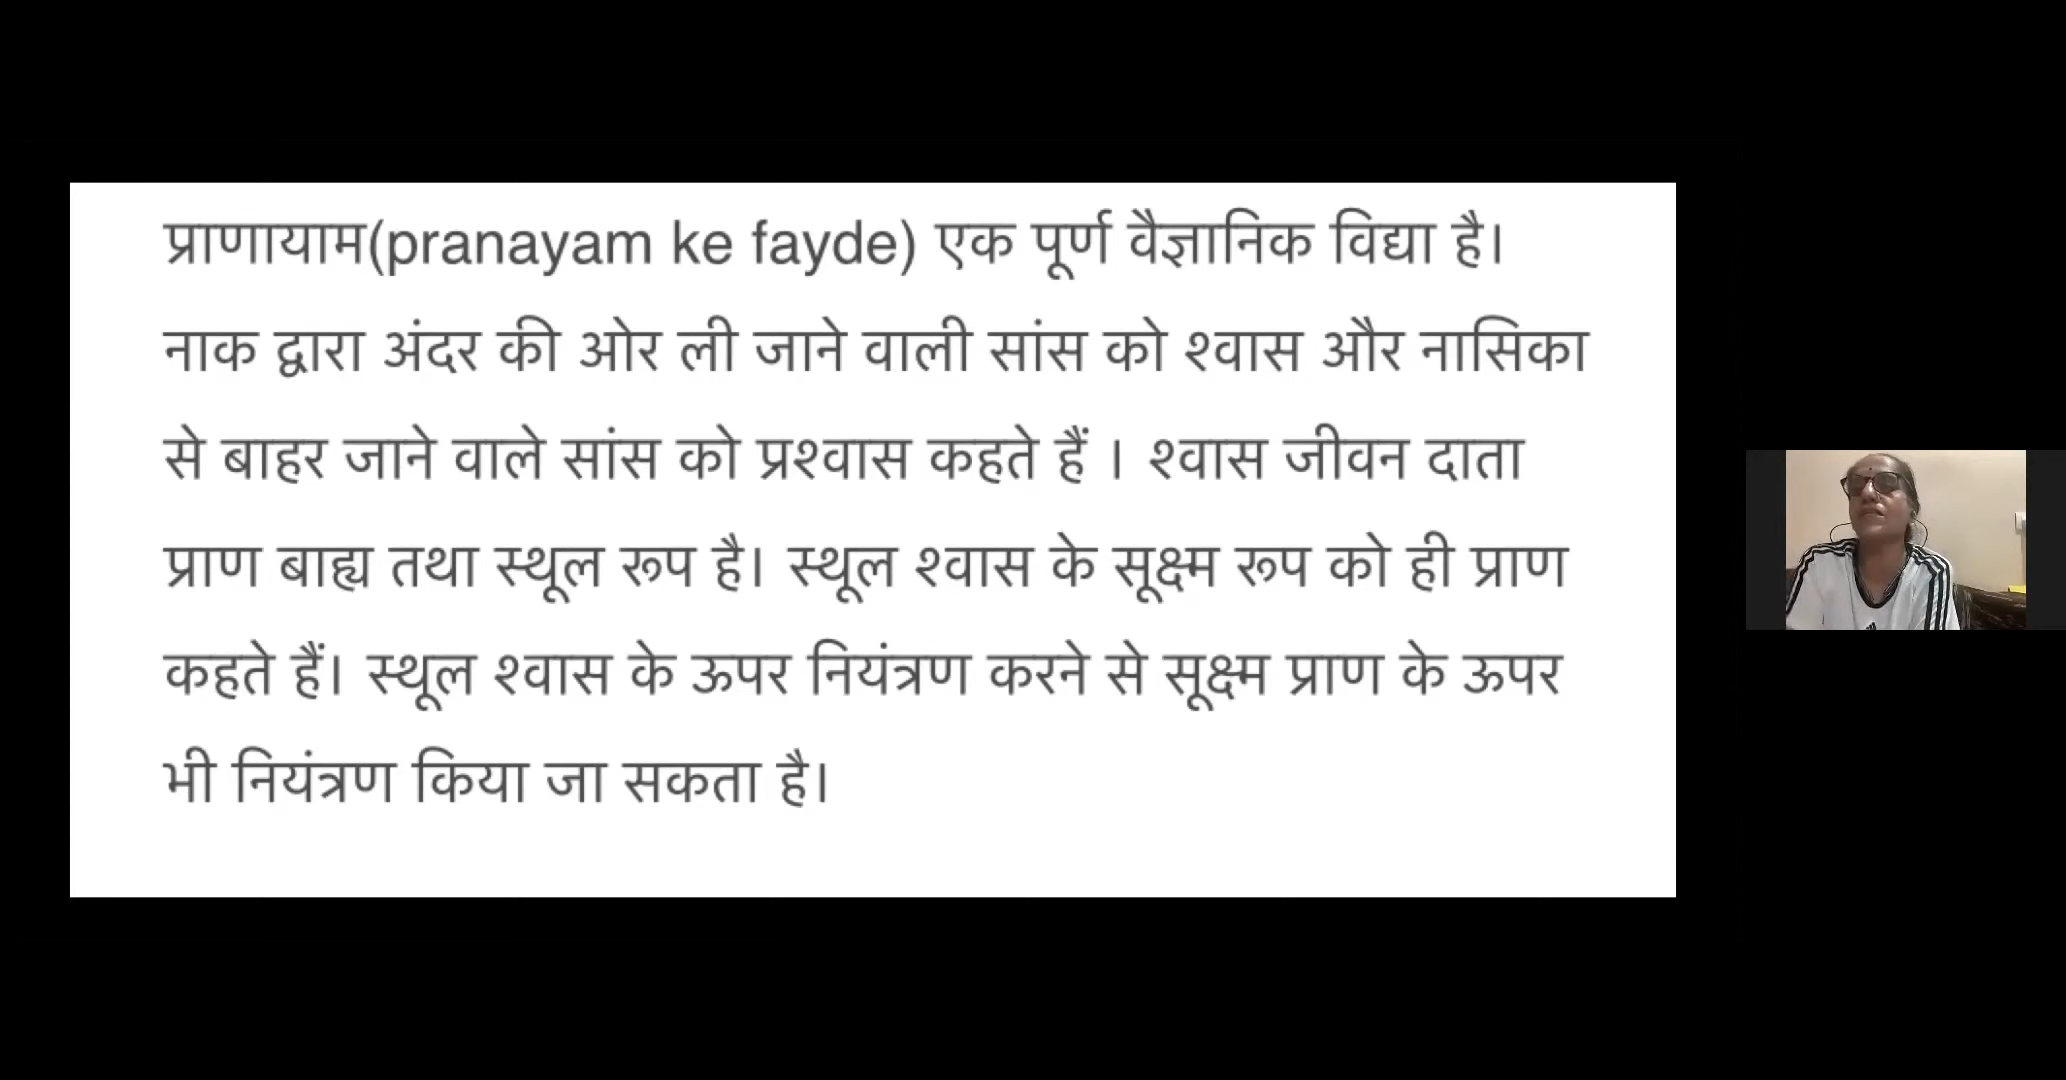 प्राणायाम(pranayam ke fayde) एक पूर्ण वैज्ञानिक विद्या है।
नाक द्वारा अंदर की ओर ली जाने वाली सांस को श्वास और नासिका
से बाहर जाने वाले सांस को प्रश्वास कहते हैं । श्वास जीवन दाता
प्राण बाह्य तथा स्थूल रूप है। स्थूल श्वास के सूक्ष्म रूप को ही प्राण
कहते हैं। स्थूल श्वास के ऊपर नियंत्रण करने से सूक्ष्म प्राण के ऊपर
भी नियंत्रण किया जा सकता है।